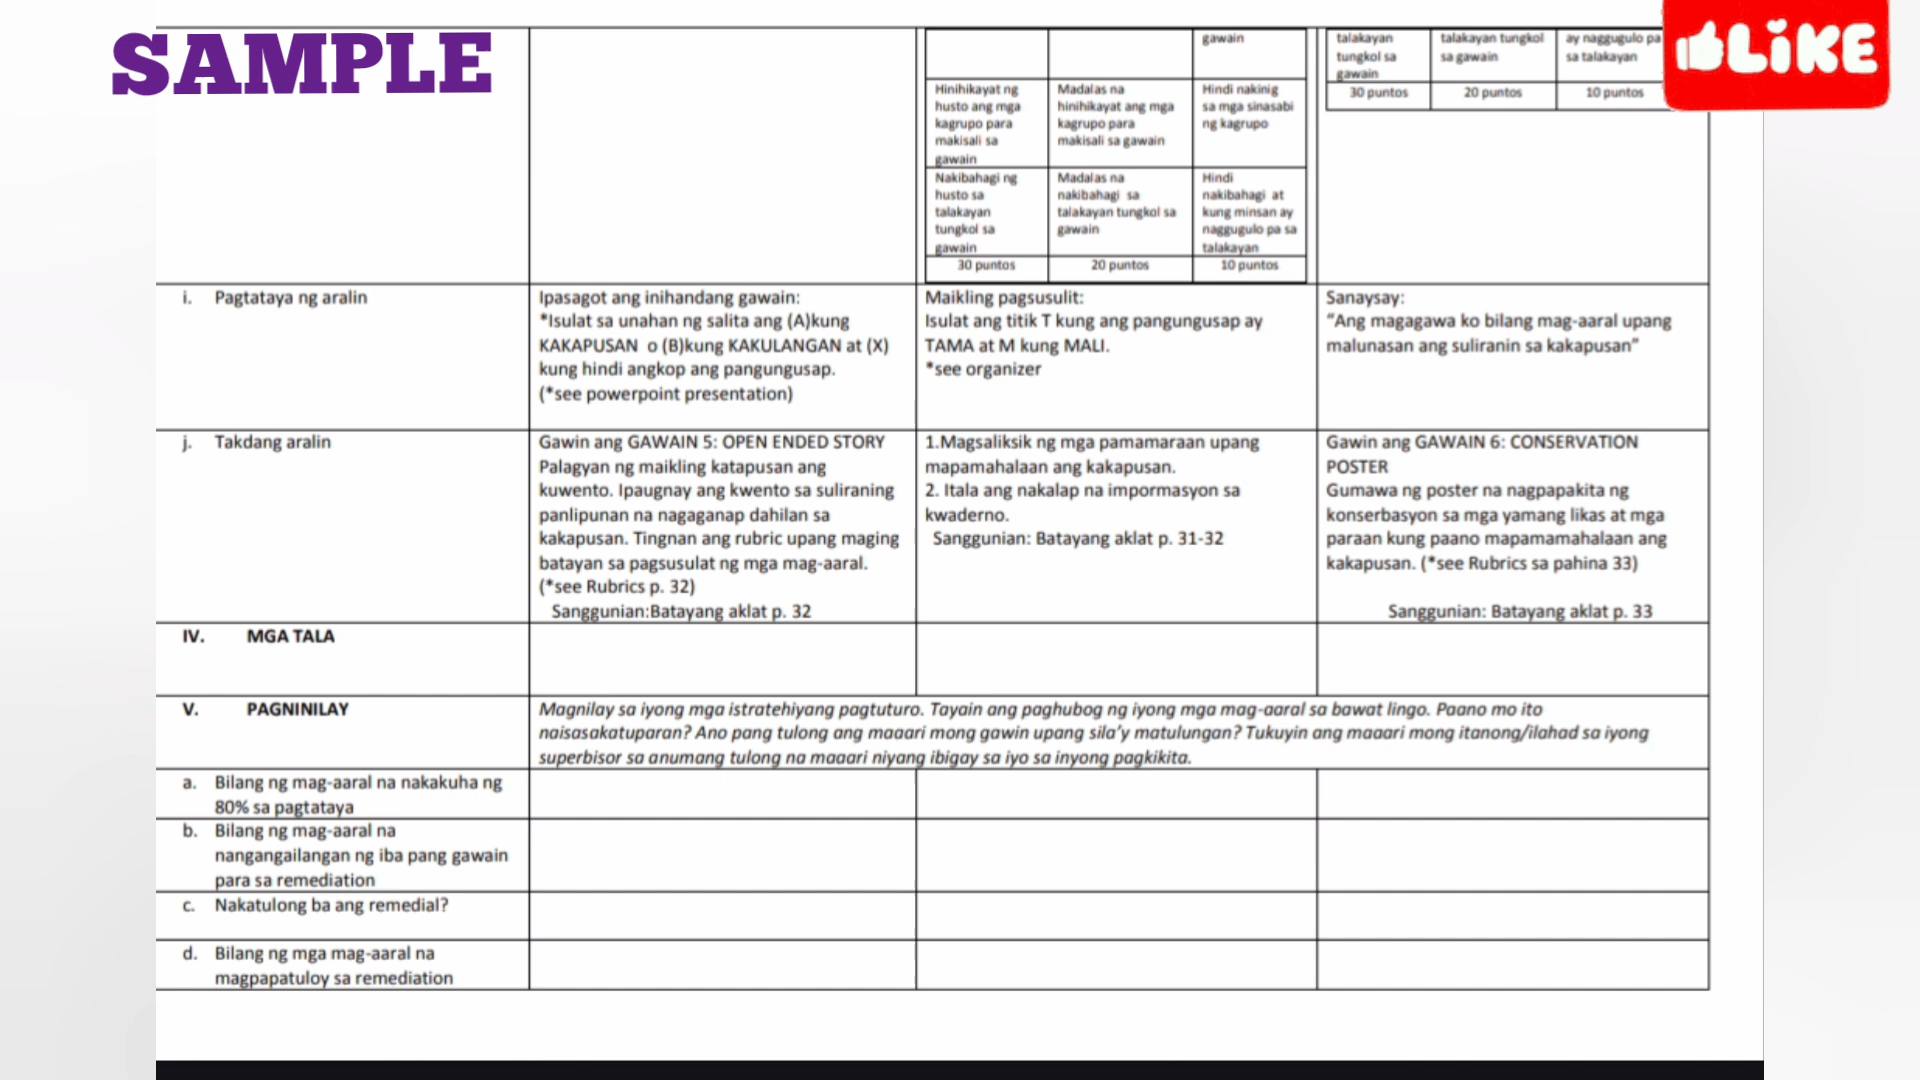 SAMPLE
LiKE
gawain
talakayan
tungkol sa
gawain
talakayan tungkol
sa gawain
ay naggugulo pa
sa talakayan
30 puntos
20 puntos
10 puntos
Hinihikayat ng
husto ang mga
kagrupo para
makisali sa
gawain
Madalas na
hinihikayat ang mga
kagrupo para
makisali sa gawain
Hindi nakinig
sa mga sinasabi
ng kagrupo
Nakibahagi ng
husto sa
talakayan
tungkol sa
gawain
Madalas na
nakibahagi sa
talakayan tungkol sa
gawain
Hindi
nakibahagi at
kung minsan ay
naggugulo pa sa
talakayan
30 puntos
20 puntos
10 puntos
i. Pagtataya ng aralin
Ipasagot ang inihandang gawain:
*Isulat sa unahan ng salita ang (A)kung
KAKAPUSAN o (B)kung KAKULANGAN at (X)
kung hindi angkop ang pangungusap.
(*see powerpoint presentation)
Maikling pagsusulit:
Isulat ang titik T kung ang pangungusap ay
TAMA at M kung MALI.
*see organizer
Sanaysay:
“Ang magagawa ko bilang mag-aaral upang
malunasan ang suliranin sa kakapusan”
j. Takdang aralin
Gawin ang GAWAIN 5: OPEN ENDED STORY
Palagyan ng maikling katapusan ang
kuwento. Ipaugnay ang kwento sa suliraning
panlipunan na nagaganap dahilan sa
kakapusan. Tingnan ang rubric upang maging
batayan sa pagsusulat ng mga mag-aaral.
(*see Rubrics p. 32)
Sanggunian:Batayang aklat p. 32
1.Magsaliksik ng mga pamamaraan upang
mapamahalaan ang kakapusan.
2. Itala ang nakalap na impormasyon sa
kwaderno.
Sanggunian: Batayang aklat p. 31-32
Gawin ang GAWAIN 6: CONSERVATION
POSTER
Gumawa ng poster na nagpapakita ng
konserbasyon sa mga yamang likas at mga
paraan kung paano mapamamahalaan ang
kakapusan. (*see Rubrics sa pahina 33)
Sanggunian: Batayang aklat p. 33
IV. MGA TALA
V. PAGNINILAY
Magnilay sa iyong mga istratehiyang pagtuturo. Tayain ang paghubog ng iyong mga mag-aaral sa bawat lingo. Paano mo ito
naisasakatuparan? Ano pang tulong ang maaari mong gawin upang sila’y matulungan? Tukuyin ang maaari mong itanong/ilahad sa iyong
superbisor sa anumang tulong na maaari niyang ibigay sa iyo sa inyong pagkikita.
a. Bilang ng mag-aaral na nakakuha ng
80% sa pagtataya
b. Bilang ng mag-aaral na
nangangailangan ng iba pang gawain
para sa remediation
c. Nakatulong ba ang remedial?
d. Bilang ng mga mag-aaral na
magpapatuloy sa remediation